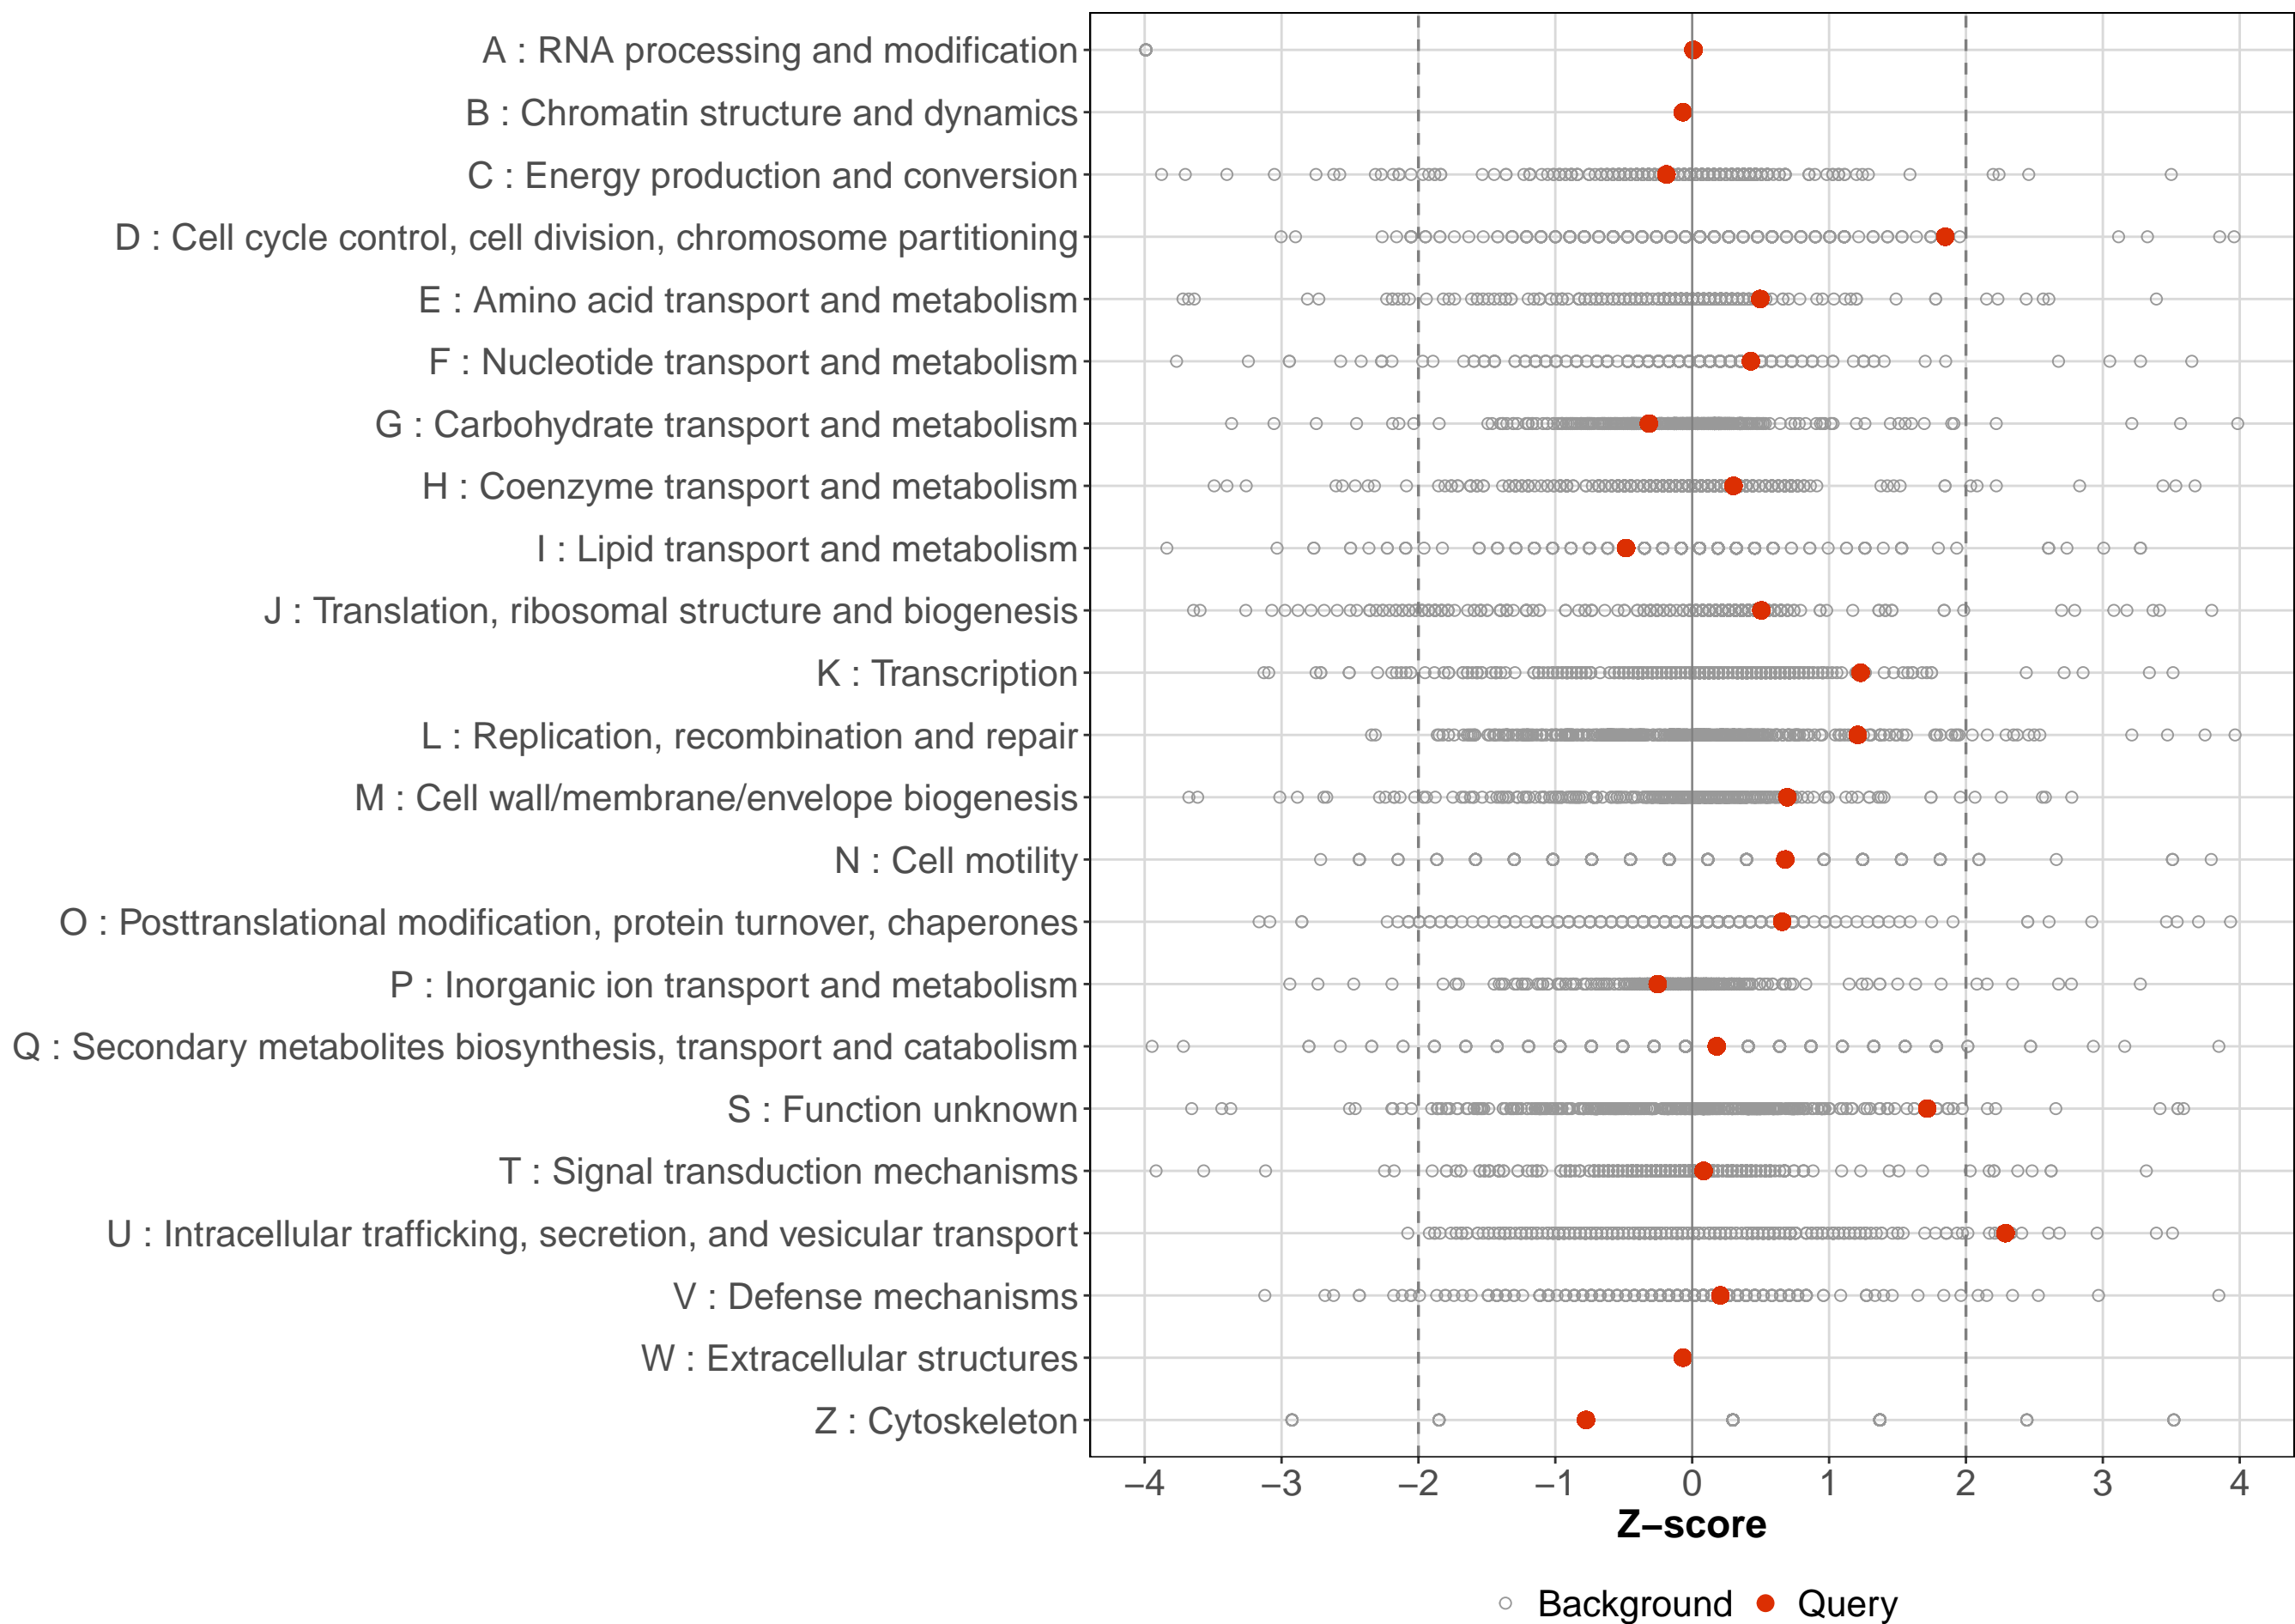 A : RNA processing and modification
B : Chromatin structure and dynamics
C : Energy production and conversion
D : Cell cycle control, cell division, chromosome partitioning
E : Amino acid transport and metabolism
F : Nucleotide transport and metabolism
G : Carbohydrate transport and metabolism
H : Coenzyme transport and metabolism
I : Lipid transport and metabolism
J : Translation, ribosomal structure and biogenesis
K : Transcription
L : Replication, recombination and repair
M : Cell wall/membrane/envelope biogenesis
N : Cell motility
O : Posttranslational modification, protein turnover, chaperones
P : Inorganic ion transport and metabolism
Q : Secondary metabolites biosynthesis, transport and catabolism
S : Function unknown
T : Signal transduction mechanisms
U : Intracellular trafficking, secretion, and vesicular transport
V : Defense mechanisms
W : Extracellular structures
Z : Cytoskeleton
−4 −3 −2 −1 0 1 2 3 4
Z−score
Background Query